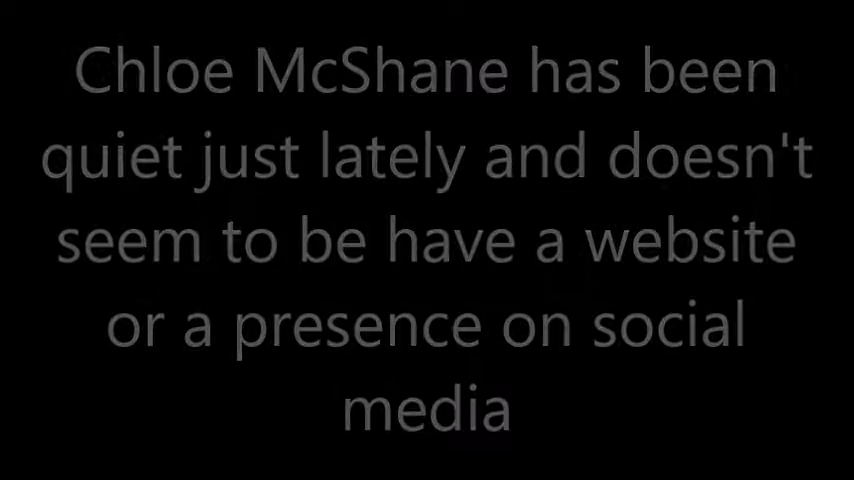 Chloe McShane has been
quiet just lately and doesn't
seem to be have a website
or a presence on social
media